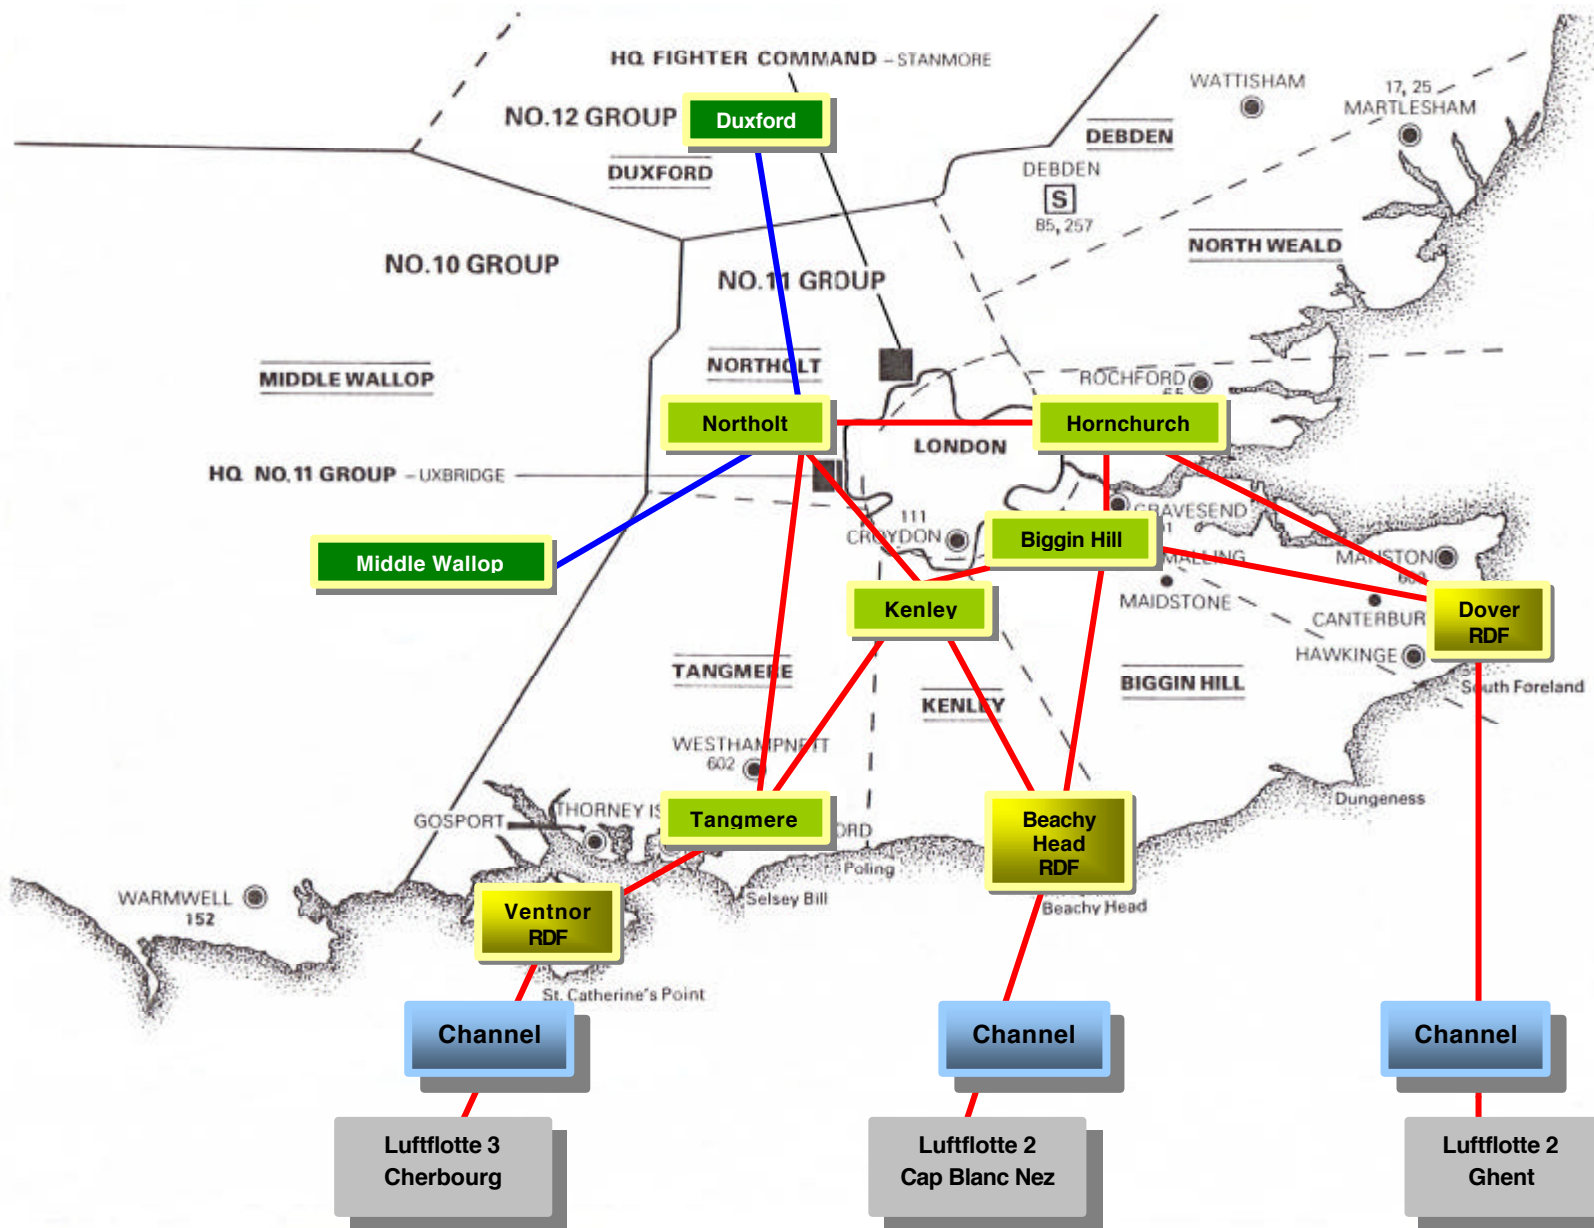 HQ FIGHTER COMMAND – STANMORE
WATTISHAM
17, 25
MARTLESHAM
NO.12 GROUP
Duxford
DEBDEN
DUXFORD
DEBDEN
S
85, 257
NORTH WEALD
NO.10 GROUP
NO.11 GROUP
MIDDLE WALLOP
NORTHOLT
ROCHFORD
Northolt
Hornchurch
LONDON
HQ NO.11 GROUP – UXBRIDGE
111
CROYDON
GRAVESEND
Biggin Hill
MALLING
MANSTON
Middle Wallop
MAIDSTONE
Kenley
CANTERBUR
Dover
RDF
HAWKINGE
TANGMERE
KENLEY
BIGGIN HILL
South Foreland
WESTHAMPNETT
602
Dungeness
GOSPORT
THORNEY IS
Tangmere
ORD
Beachy
Head
RDF
Poling
WARMWELL
152
Selsey Bill
Beachy Head
Ventnor
RDF
St. Catherine's Point
Channel
Channel
Channel
Luftflotte 3
Cherbourg
Luftflotte 2
Cap Blanc Nez
Luftflotte 2
Ghent